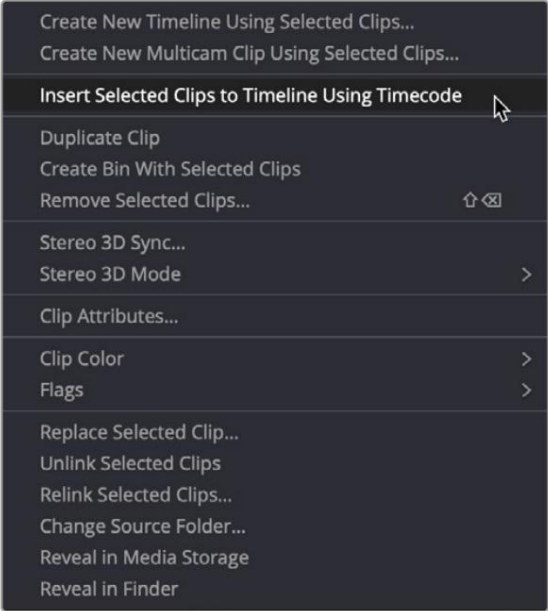 Create New Timeline Using Selected Clips...
Create New Multicam Clip Using Selected Clips...
Insert Selected Clips to Timeline Using Timecode
Duplicate Clip
Create Bin With Selected Clips
Remove Selected Clips... ⇧⌫
Stereo 3D Sync...
Stereo 3D Mode >
Clip Attributes...
Clip Color >
Flags >
Replace Selected Clip...
Unlink Selected Clips
Relink Selected Clips...
Change Source Folder...
Reveal in Media Storage
Reveal in Finder